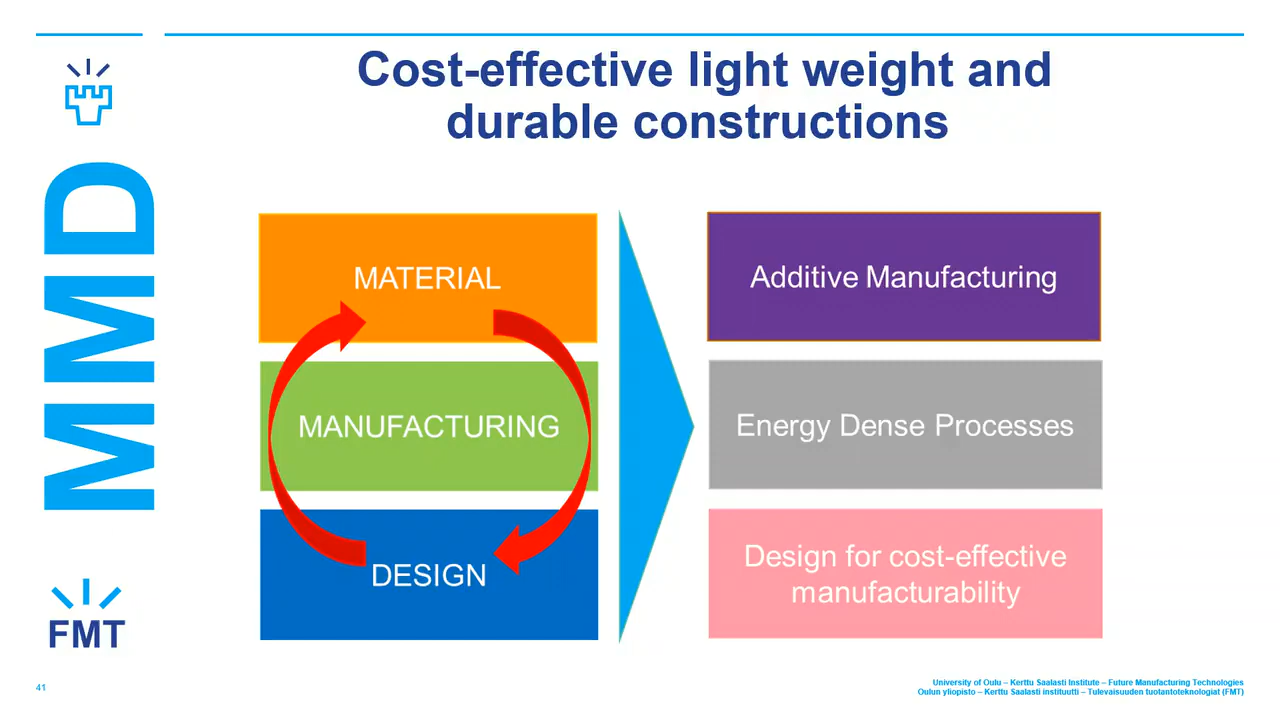 Cost-effective light weight and
durable constructions
MMD
FMT
MATERIAL
MANUFACTURING
DESIGN
Additive Manufacturing
Energy Dense Processes
Design for cost-effective
manufacturability
41
University of Oulu – Kerttu Saalasti Institute – Future Manufacturing Technologies
Oulun yliopisto – Kerttu Saalasti instituutti – Tulevaisuuden tuotantoteknologiat (FMT)